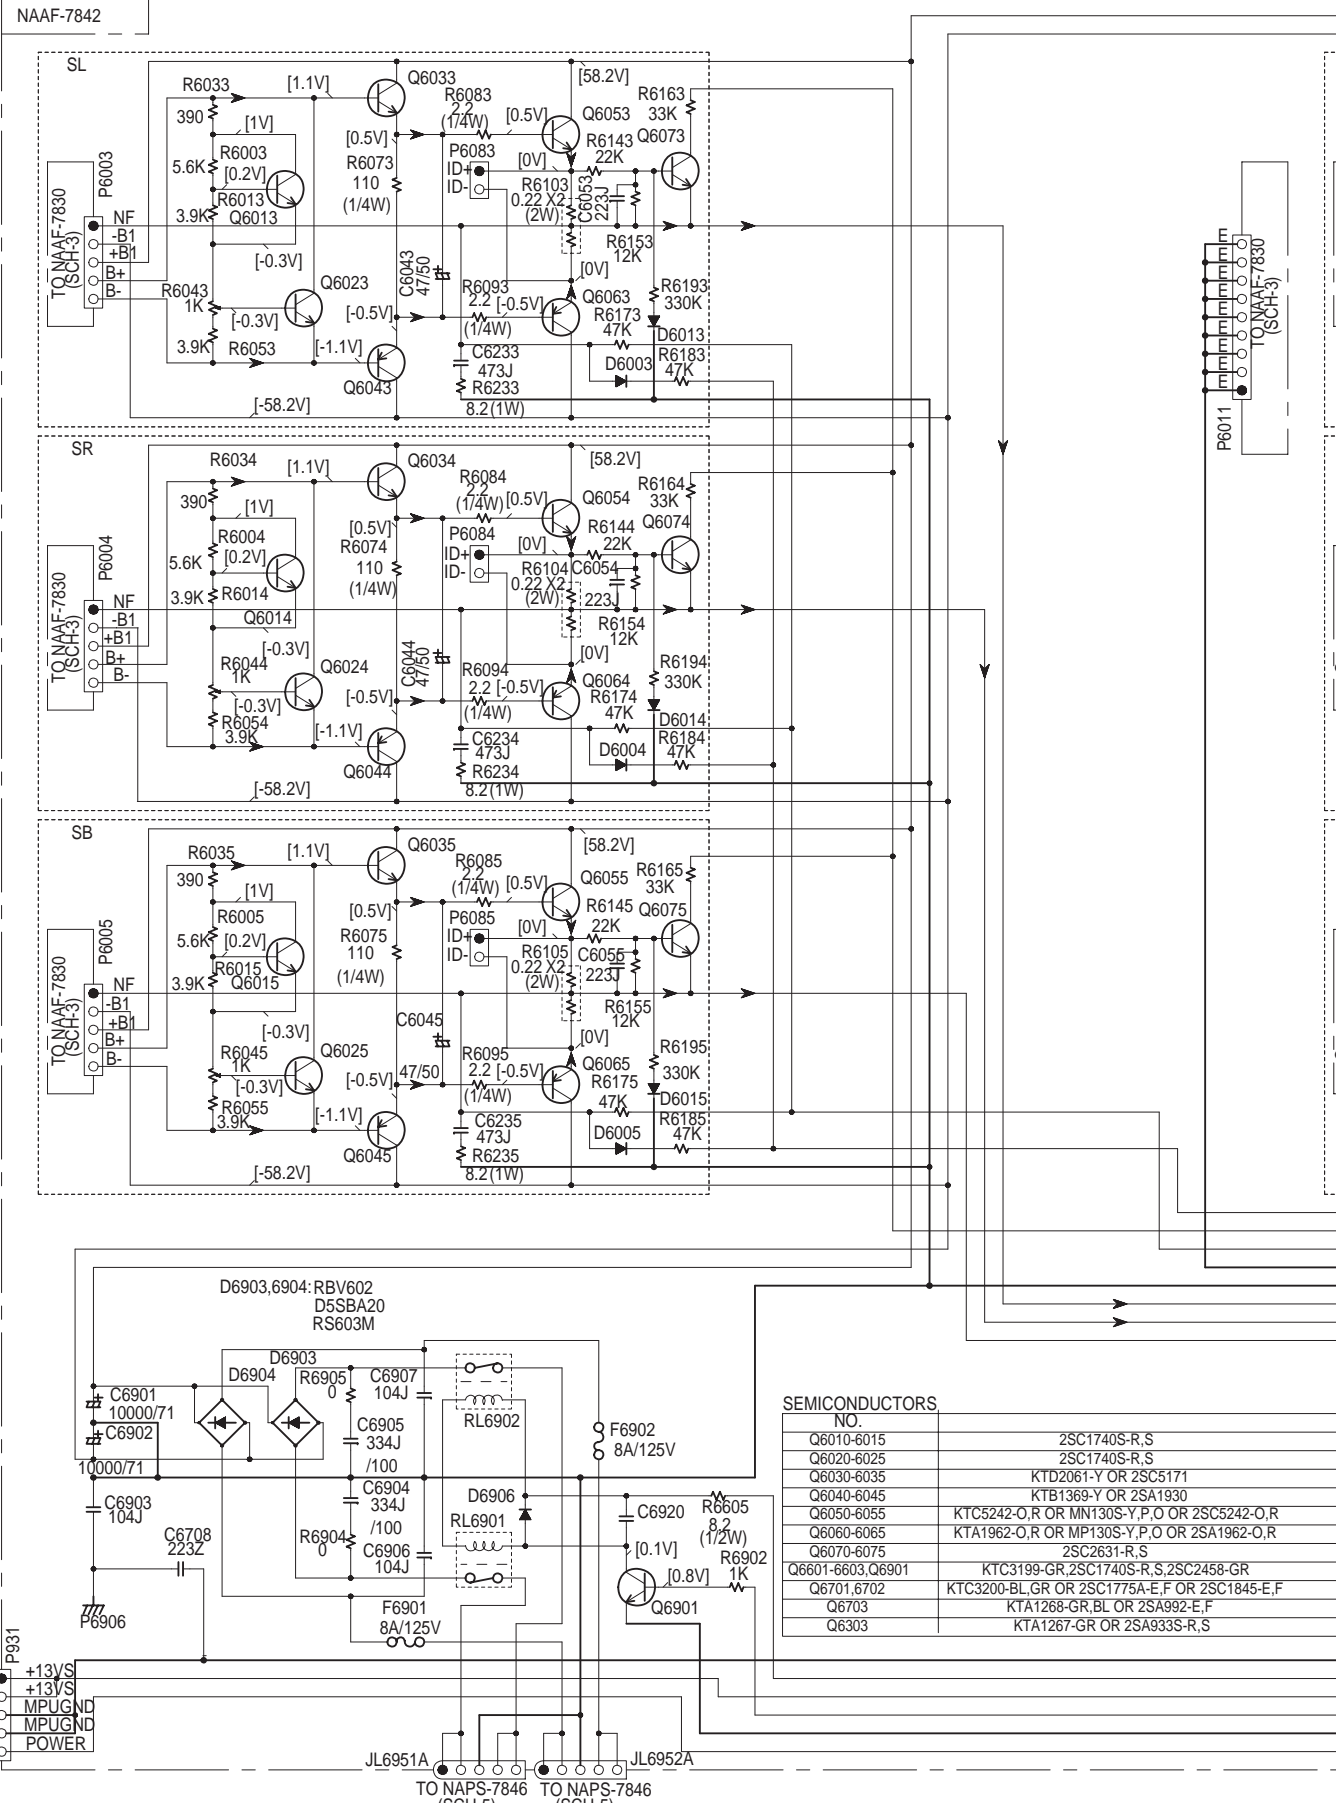 NAAF-7842
SL
R6033
390
[1.1V]
Q6033
R6083
2.2
(1/4W)
[58.2V]
R6163
33K
[1V]
[0.5V]
P6083
ID+
ID-
[0.5V]
Q6053
R6143
22K
Q6073
5.6K
R6003
[0.2V]
R6013
Q6013
3.9K
R6073
110
(1/4W)
[0V]
R6103
0.22 X2
(2W)
C6053
223J
P6003
TO NAAF-7830
(SCH-3)
NF
-B1
+B1
B+
B-
[-0.3V]
R6153
12K
R6043
1K
Q6023
C6043
47/50
R6093
2.2
(1/4W)
[-0.5V]
[0V]
Q6063
R6173
47K
R6193
330K
[-0.3V]
[-0.5V]
3.9K
R6053
[-1.1V]
Q6043
C6233
473J
R6233
8.2(1W)
D6013
D6003
R6183
47K
[-58.2V]
E
E
E
E
E
E
E
E
E
TO NAAF-7830
(SCH-3)
P6011
SR
R6034
390
[1.1V]
Q6034
R6084
2.2
(1/4W)
[58.2V]
R6164
33K
[1V]
[0.5V]
P6084
ID+
ID-
[0.5V]
Q6054
R6144
22K
Q6074
5.6K
R6004
[0.2V]
R6014
Q6014
3.9K
R6074
110
(1/4W)
[0V]
R6104
0.22 X2
(2W)
C6054
223J
P6004
TO NAAF-7830
(SCH-3)
NF
-B1
+B1
B+
B-
[-0.3V]
R6154
12K
R6044
1K
Q6024
C6044
47/50
R6094
2.2
(1/4W)
[-0.5V]
[0V]
Q6064
R6174
47K
R6194
330K
[-0.3V]
[-0.5V]
R6054
3.9K
[-1.1V]
Q6044
C6234
473J
R6234
8.2(1W)
D6014
D6004
R6184
47K
[-58.2V]
SB
R6035
390
[1.1V]
Q6035
R6085
2.2
(1/4W)
[58.2V]
R6165
33K
[1V]
[0.5V]
P6085
ID+
ID-
[0.5V]
Q6055
R6145
22K
Q6075
5.6K
R6005
[0.2V]
R6015
Q6015
3.9K
R6075
110
(1/4W)
[0V]
R6105
0.22 X2
(2W)
C6055
223J
P6005
TO NAAF-7830
(SCH-3)
NF
-B1
+B1
B+
B-
[-0.3V]
R6155
12K
R6045
1K
Q6025
C6045
47/50
R6095
2.2
(1/4W)
[-0.5V]
[0V]
Q6065
R6175
47K
R6195
330K
[-0.3V]
[-0.5V]
R6055
3.9K
[-1.1V]
Q6045
C6235
473J
R6235
8.2(1W)
D6015
D6005
R6185
47K
[-58.2V]
D6903,6904: RBV602
D5SBA20
RS603M
D6904
D6903
R6905
0
C6907
104J
C6901
10000/71
C6902
10000/71
C6905
334J
/100
RL6902
F6902
8A/125V
C6903
104J
C6904
334J
/100
D6906
RL6901
C6920
R6605
8.2
(1/2W)
C6708
223Z
R6904
0
C6906
104J
[0.1V]
[0.8V]
R6902
1K
P6906
F6901
8A/125V
Q6901
SEMICONDUCTORS
NO.
Q6010-6015 2SC1740S-R,S
Q6020-6025 2SC1740S-R,S
Q6030-6035 KTD2061-Y OR 2SC5171
Q6040-6045 KTB1369-Y OR 2SA1930
Q6050-6055 KTC5242-O,R OR MN130S-Y,P,O OR 2SC5242-O,R
Q6060-6065 KTA1962-O,R OR MP130S-Y,P,O OR 2SA1962-O,R
Q6070-6075 2SC2631-R,S
Q6601-6603,Q6901 KTC3199-GR,2SC1740S-R,S,2SC2458-GR
Q6701,6702 KTC3200-BL,GR OR 2SC1775A-E,F OR 2SC1845-E,F
Q6703 KTA1268-GR,BL OR 2SA992-E,F
Q6303 KTA1267-GR OR 2SA933S-R,S
P931
+13VS
+13VS
MPUGND
MPUGND
POWER
JL6951A
JL6952A
TO NAPS-7846
TO NAPS-7846